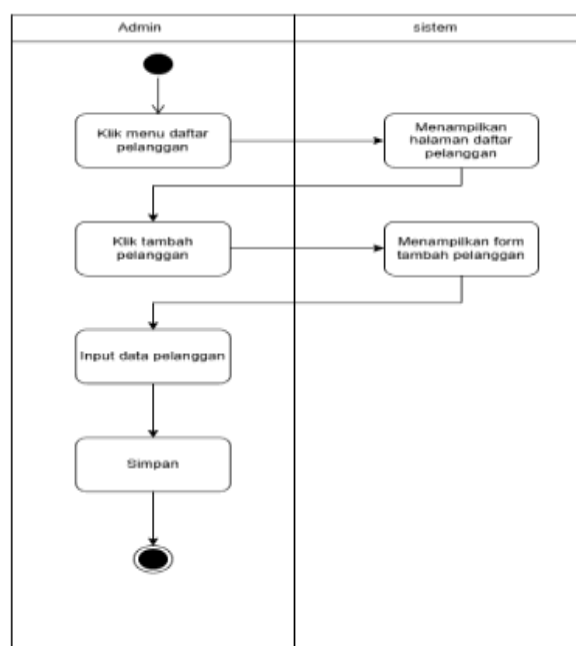 Admin
sistem
Klik menu daftar
pelanggan
Menampilkan
halaman daftar
pelanggan
Klik tambah
pelanggan
Menampilkan form
tambah pelanggan
Input data pelanggan
Simpan